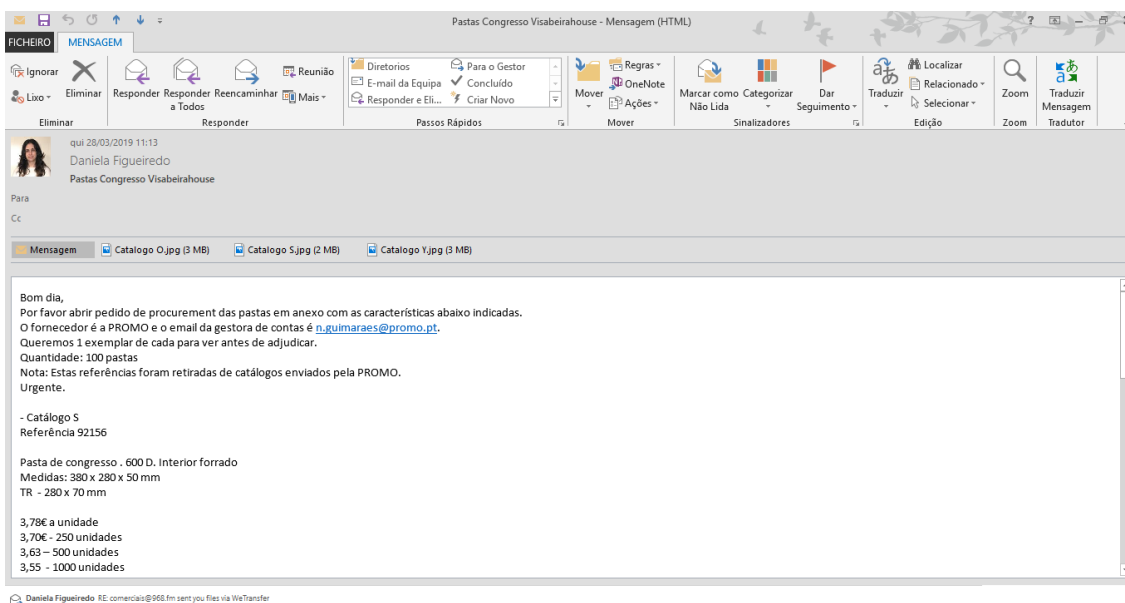 Pastas Congresso Visabeirahouse - Mensagem (HTML)
?
FICHEIRO MENSAGEM
Ignorar
Lixo
Eliminar
Responder
Responder a Todos
Reencaminhar
Reunião
Mais
Diretorios
E-mail da Equipa
Responder e Eli...
Para o Gestor
Concluído
Criar Novo
Mover
Regras
OneNote
Ações
Marcar como Não Lida
Categorizar
Dar Seguimento
Traduzir
Localizar
Relacionado
Selecionar
Zoom
Traduzir Mensagem
Eliminar Responder Passos Rápidos Mover Sinalizadores Edição Zoom Tradutor
qui 28/03/2019 11:13
Daniela Figueiredo
Pastas Congresso Visabeirahouse
Para
Cc
Mensagem Catalogo O.jpg (3 MB) Catalogo S.jpg (2 MB) Catalogo Y.jpg (3 MB)
Bom dia,
Por favor abrir pedido de procurement das pastas em anexo com as características abaixo indicadas.
O fornecedor é a PROMO e o email da gestora de contas é n.guimaraes@promo.pt.
Queremos 1 exemplar de cada para ver antes de adjudicar.
Quantidade: 100 pastas
Nota: Estas referências foram retiradas de catálogos enviados pela PROMO.
Urgente.
- Catálogo S
Referência 92156
Pasta de congresso . 600 D. Interior forrado
Medidas: 380 x 280 x 50 mm
TR - 280 x 70 mm
3,78€ a unidade
3,70€ - 250 unidades
3,63 – 500 unidades
3,55 - 1000 unidades
Daniela Figueiredo RE: comerciais@968.fm sent you files via WeTransfer